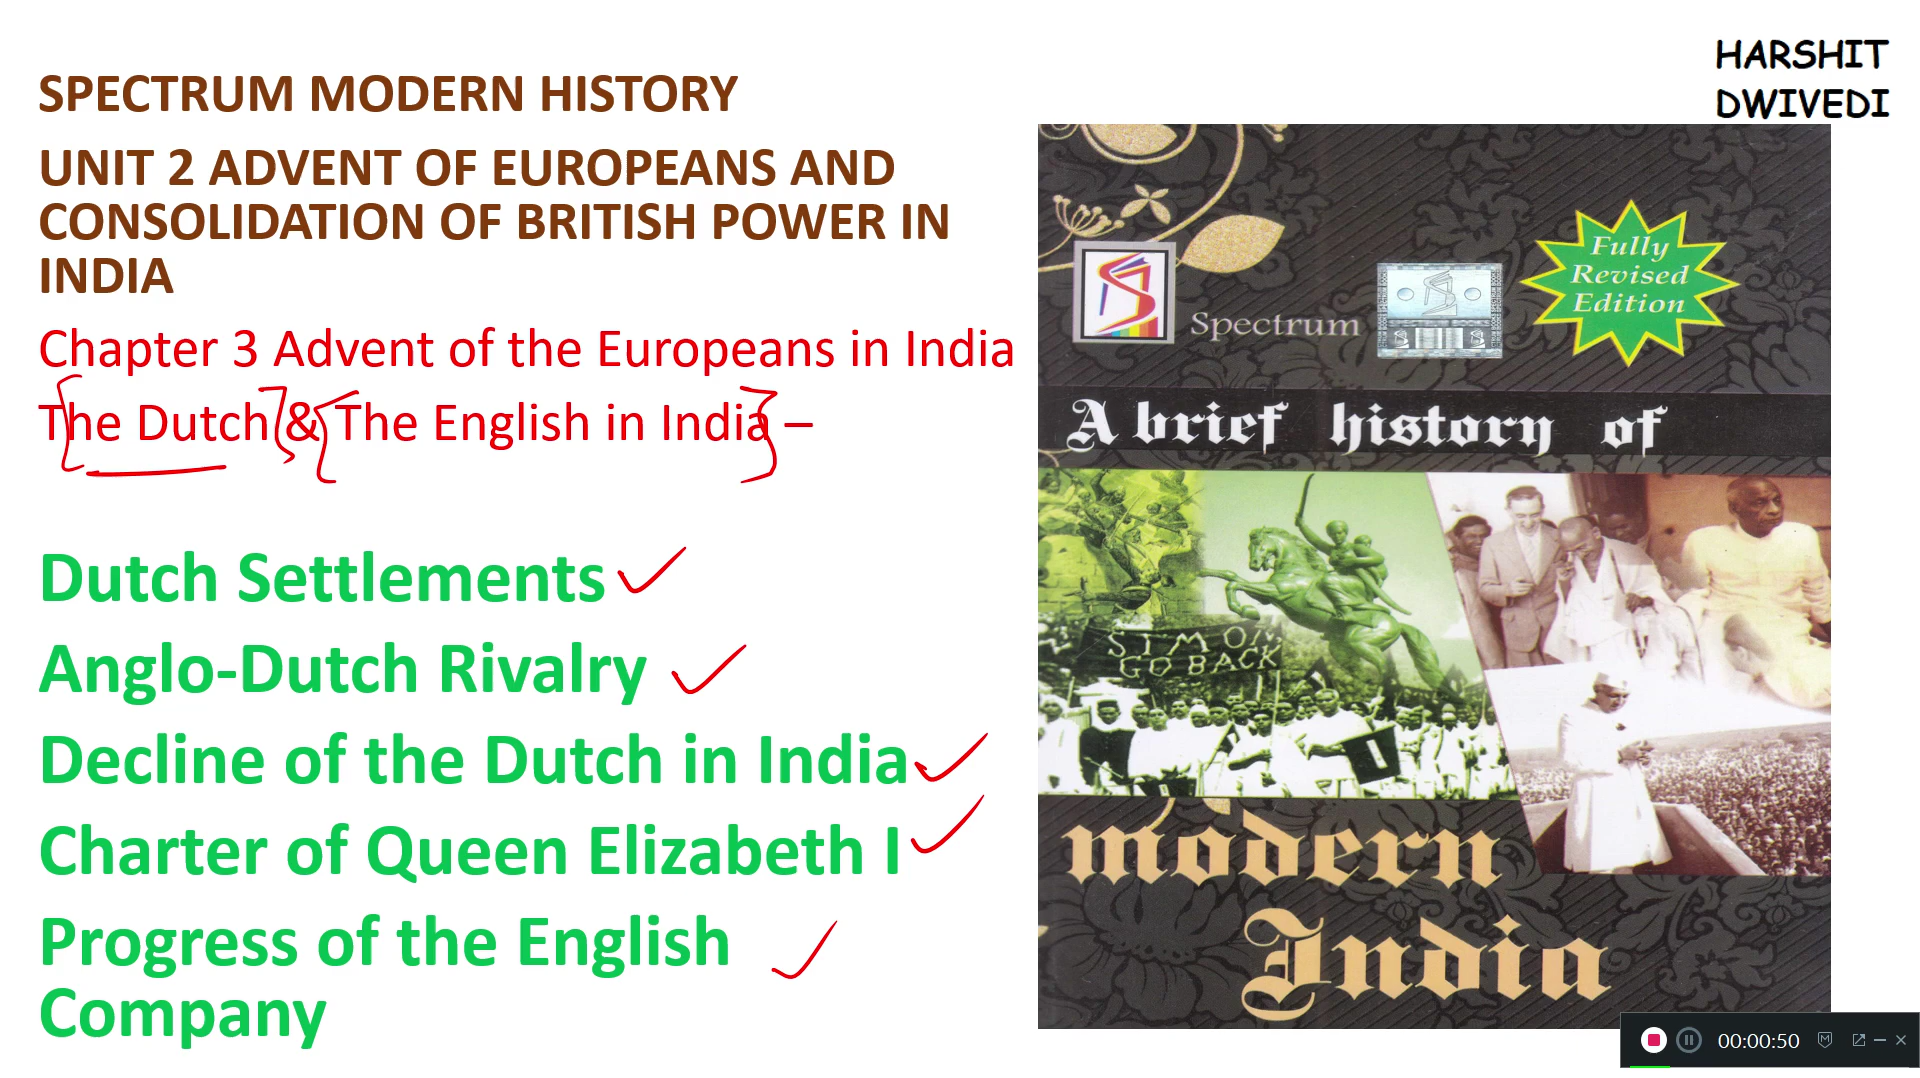 HARSHIT
DWIVEDI
SPECTRUM MODERN HISTORY
UNIT 2 ADVENT OF EUROPEANS AND
CONSOLIDATION OF BRITISH POWER IN
INDIA
Chapter 3 Advent of the Europeans in India
The Dutch & The English in India –
Dutch Settlements
Anglo-Dutch Rivalry
Decline of the Dutch in India
Charter of Queen Elizabeth I
Progress of the English
Company
Spectrum
Fully
Revised
Edition
A brief history of
SIMON
GO BACK
modern
India
00:00:50